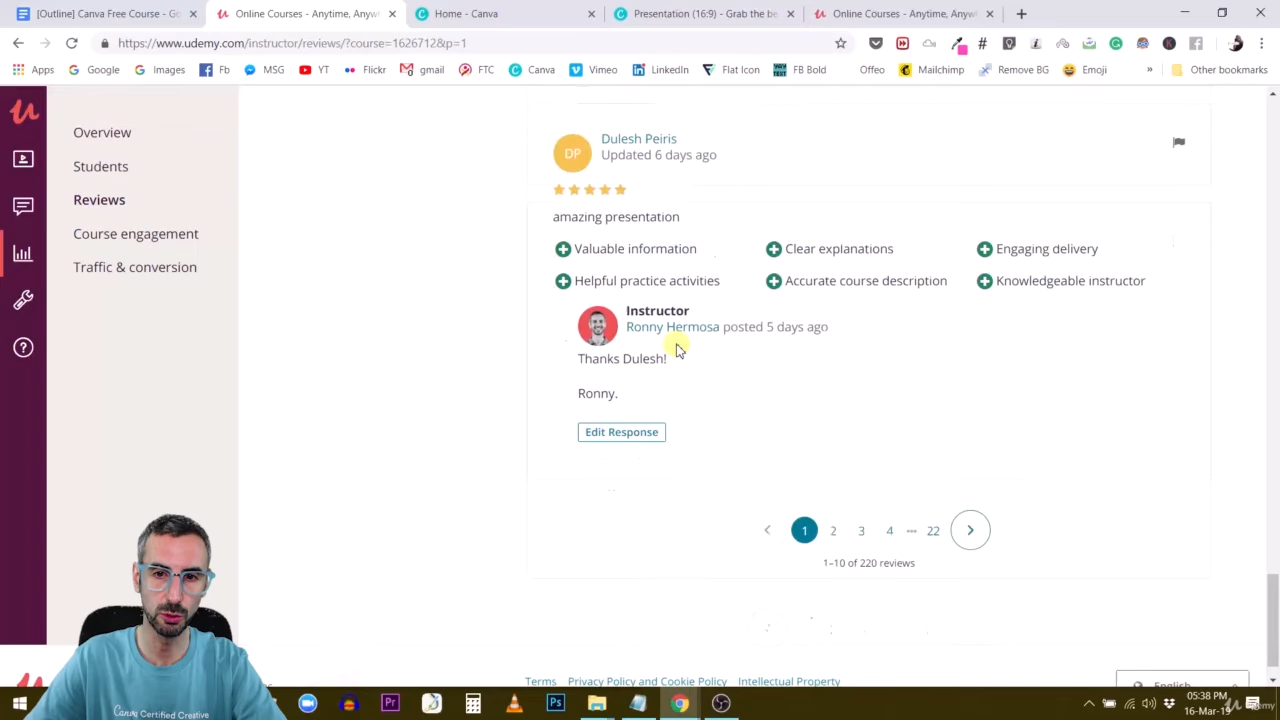 [Outline] Canva Free Course - Go
Online Courses - Anytime, Anyw
Home - Canva
Presentation (16:9) - Grab the be
Online Courses - Anytime, Anyw
https://www.udemy.com/instructor/reviews/?course=1626712&p=1
Apps Google Images Fb MSG YT Flickr gmail FTC Canva Vimeo LinkedIn Flat Icon FB Bold Offeo Mailchimp Remove BG Emoji » Other bookmarks
Overview
Students
Reviews
Course engagement
Traffic & conversion
DP
Dulesh Peiris
Updated 6 days ago
amazing presentation
Valuable information Clear explanations Engaging delivery
Helpful practice activities Accurate course description Knowledgeable instructor
Instructor
Ronny Hermosa posted 5 days ago
Thanks Dulesh!
Ronny.
Edit Response
1 2 3 4 ••• 22
1–10 of 220 reviews
Terms Privacy Policy and Cookie Policy Intellectual Property
English
Canva Certified Creative
05:38 PM
16-Mar-19